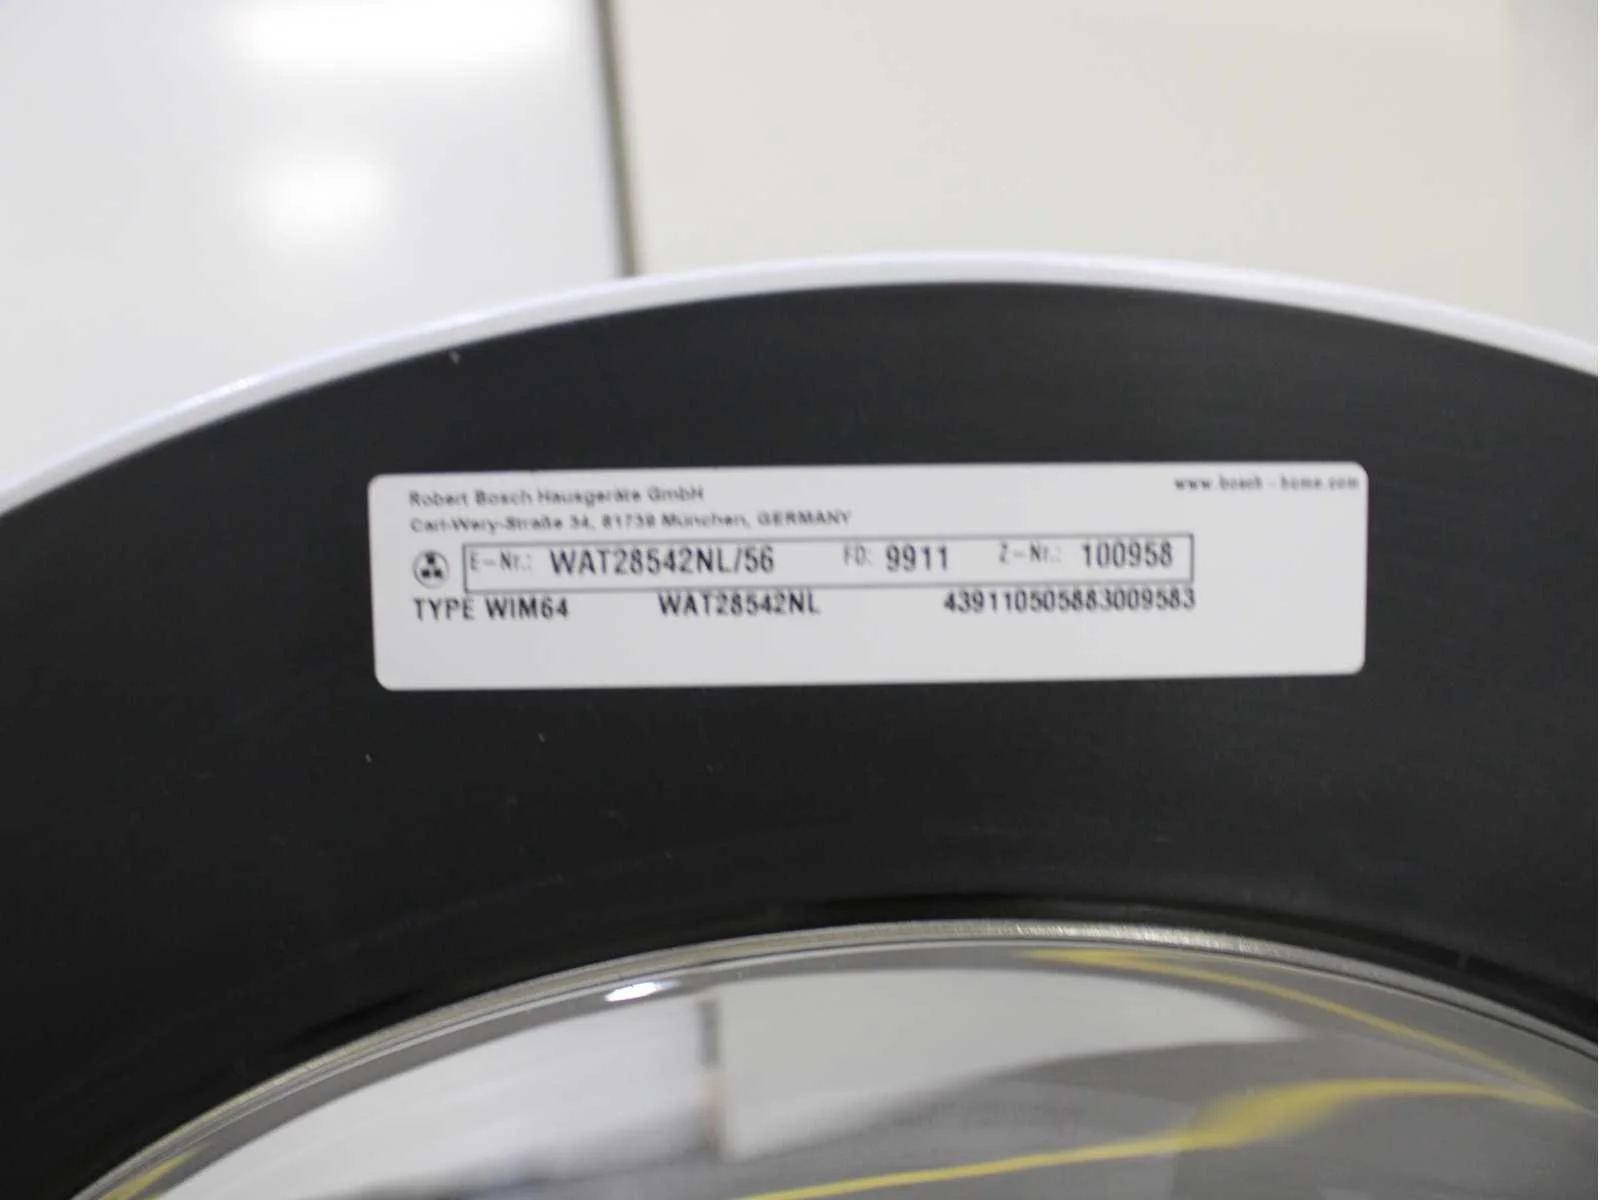 Robert Bosch Hausgeräte GmbH
www.bosch-home.com
Carl-Wery-Straße 34, 81739 München, GERMANY
E-Nr.: WAT28542NL/56 FD: 9911 Z-Nr.: 100958
TYPE WIM64 WAT28542NL 439110505883009583